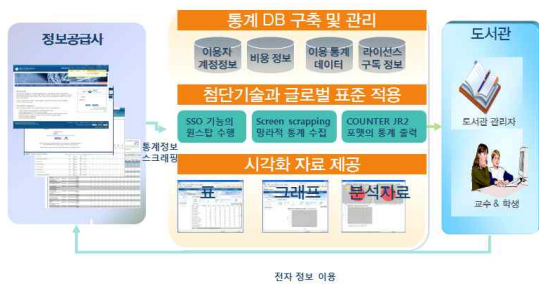 정보공급사
통계정보
스크래핑
통계 DB 구축 및 관리
이용자
계정정보
비용 정보
이용 통계
데이터
라이선스
구독 정보
첨단기술과 글로벌 표준 적용
SSO 기능의
원스탑 수행
Screen scrapping
망라적 통계 수집
COUNTER JR2
포맷의 통계 출력
시각화 자료 제공
표
그래프
분석자료
도서관
도서관 관리자
교수 & 학생
전자 정보 이용